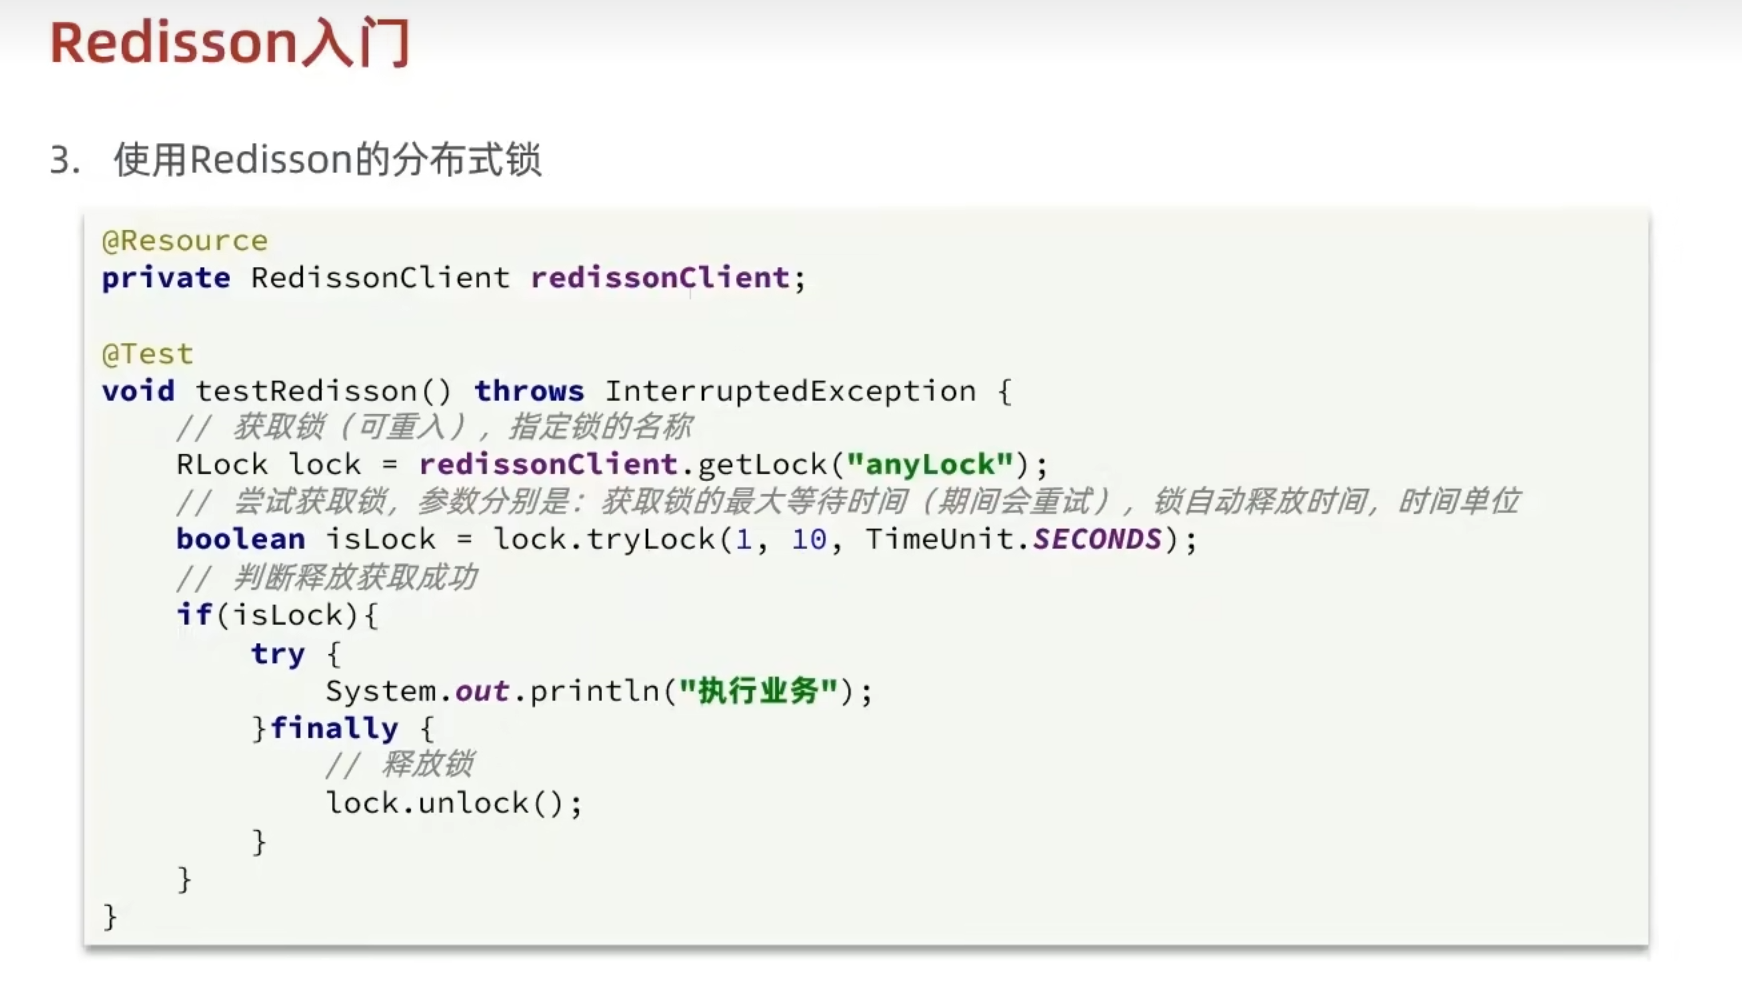 Redisson入门
3. 使用Redisson的分布式锁
@Resource
private RedissonClient redissonClient;
@Test
void testRedisson() throws InterruptedException {
// 获取锁（可重入），指定锁的名称
RLock lock = redissonClient.getLock("anyLock");
// 尝试获取锁，参数分别是：获取锁的最大等待时间（期间会重试），锁自动释放时间，时间单位
boolean isLock = lock.tryLock(1, 10, TimeUnit.SECONDS);
// 判断释放获取成功
if(isLock){
try {
System.out.println("执行业务");
}finally {
// 释放锁
lock.unlock();
}
}
}